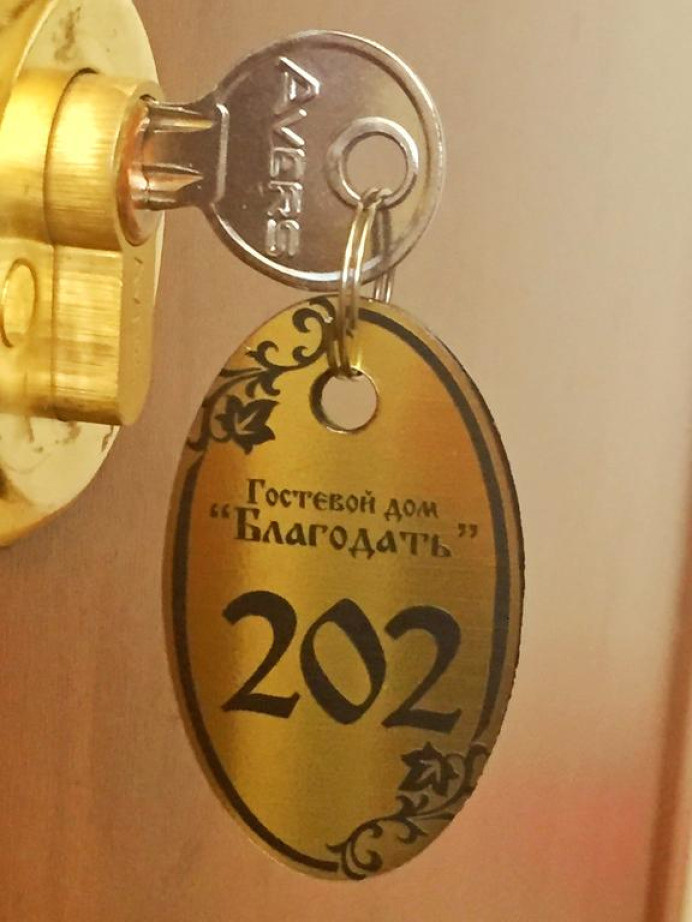 AVERS
Гостевой дом
“Благодать”
202